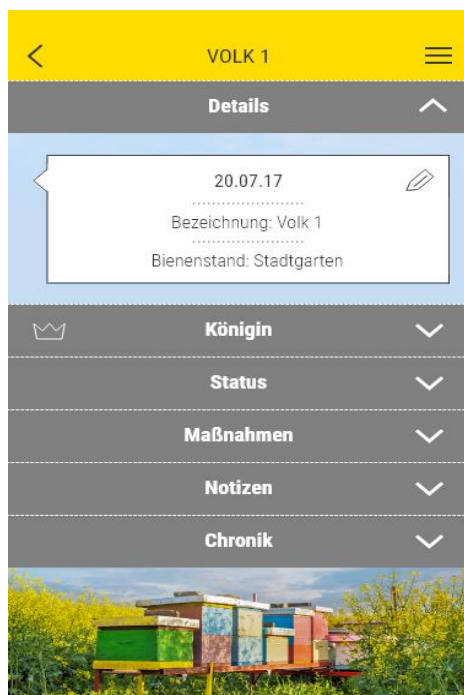 VOLK 1
Details
20.07.17
Bezeichnung: Volk 1
Bienenstand: Stadtgarten
Königin
Status
Maßnahmen
Notizen
Chronik